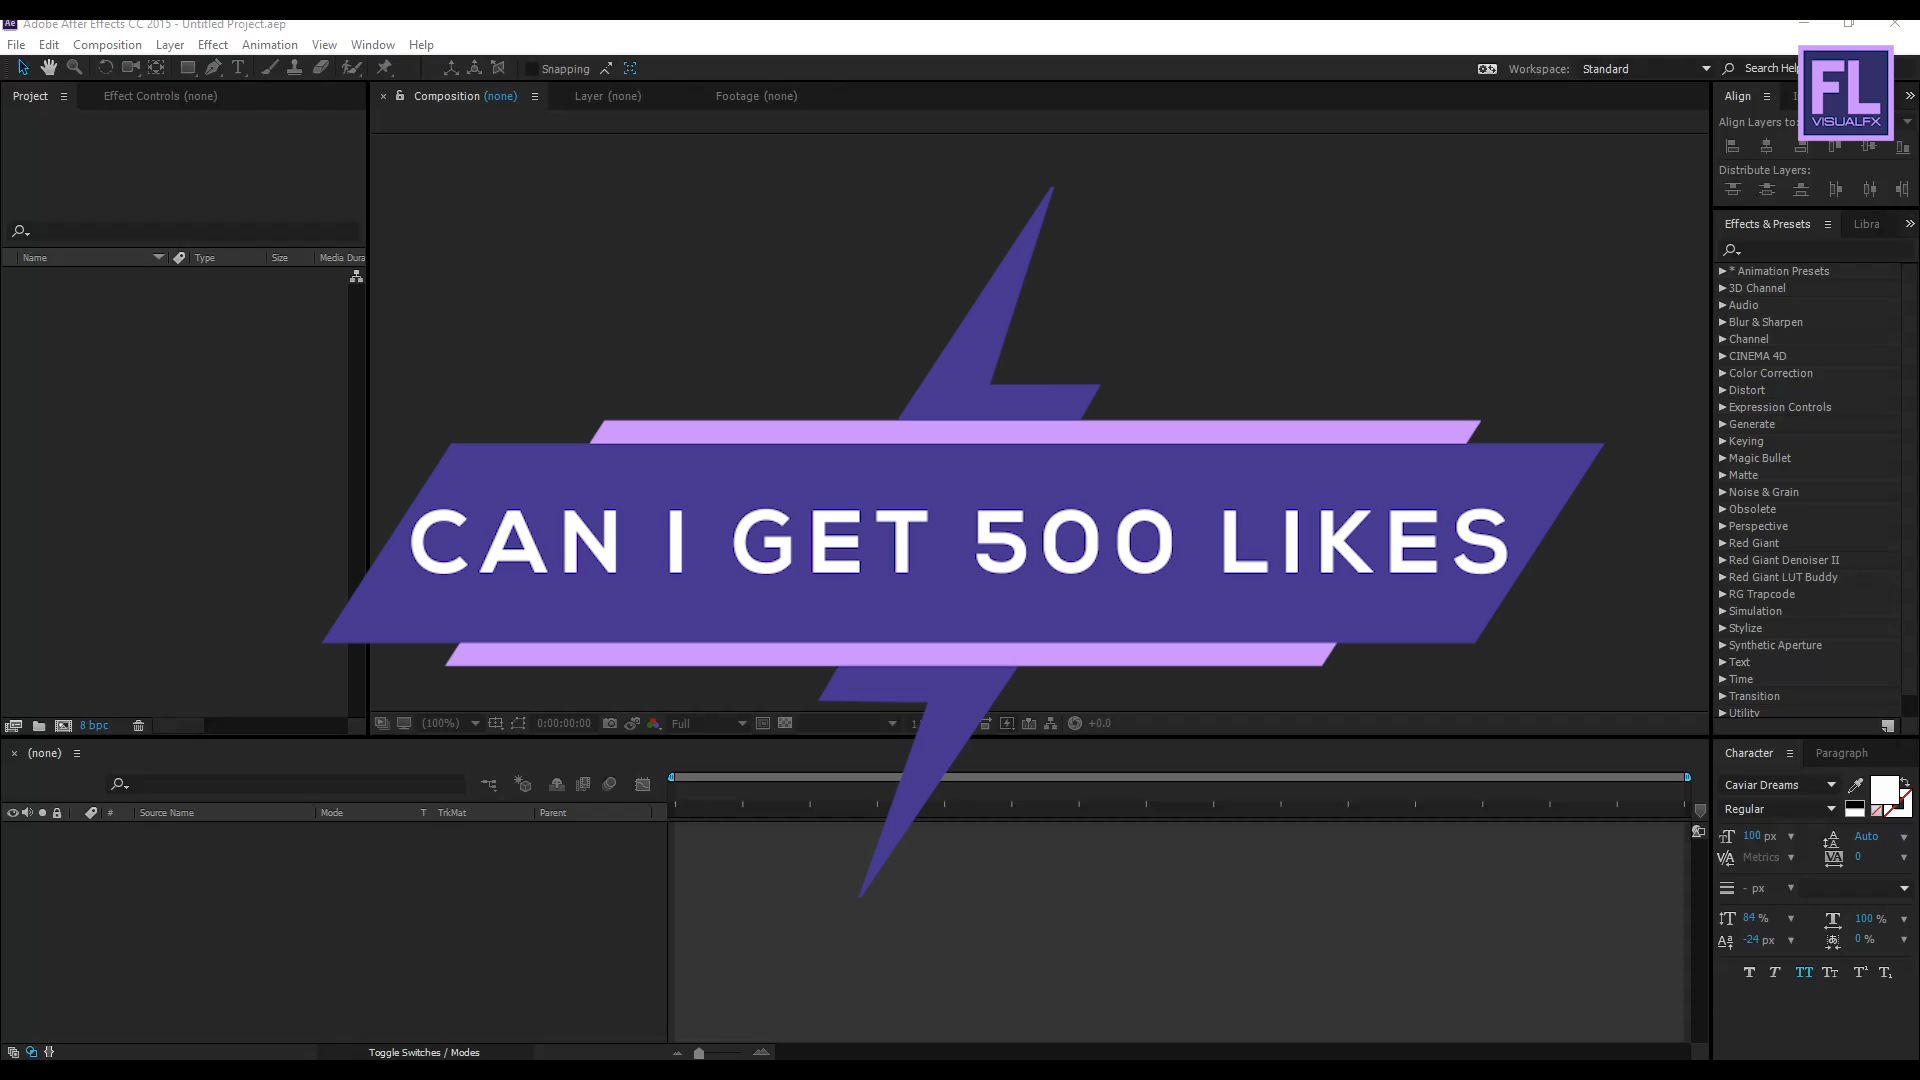 Ae Adobe After Effects CC 2015 - Untitled Project.aep
File Edit Composition Layer Effect Animation View Window Help
Snapping Workspace: Standard Search Help
Project Effect Controls (none) Composition (none) Layer (none) Footage (none) Align
FL
VISUALFX
Align Layers to:
Distribute Layers:
Effects & Presets Libra
Name Type Size Media Dura
* Animation Presets
3D Channel
Audio
Blur & Sharpen
Channel
CINEMA 4D
Color Correction
Distort
Expression Controls
Generate
Keying
Magic Bullet
Matte
Noise & Grain
Obsolete
Perspective
Red Giant
Red Giant Denoiser II
Red Giant LUT Buddy
RG Trapcode
Simulation
Stylize
Synthetic Aperture
Text
Time
Transition
Utility
CAN I GET 500 LIKES
8 bpc (100%) 0:00:00:00 Full +0.0
(none)
Character Paragraph
Caviar Dreams
Regular
# Source Name Mode T TrkMat Parent
100 px Auto
Metrics 0
- px
84 % 100 %
-24 px 0 %
T T TT Tt T¹ T₁
Toggle Switches / Modes